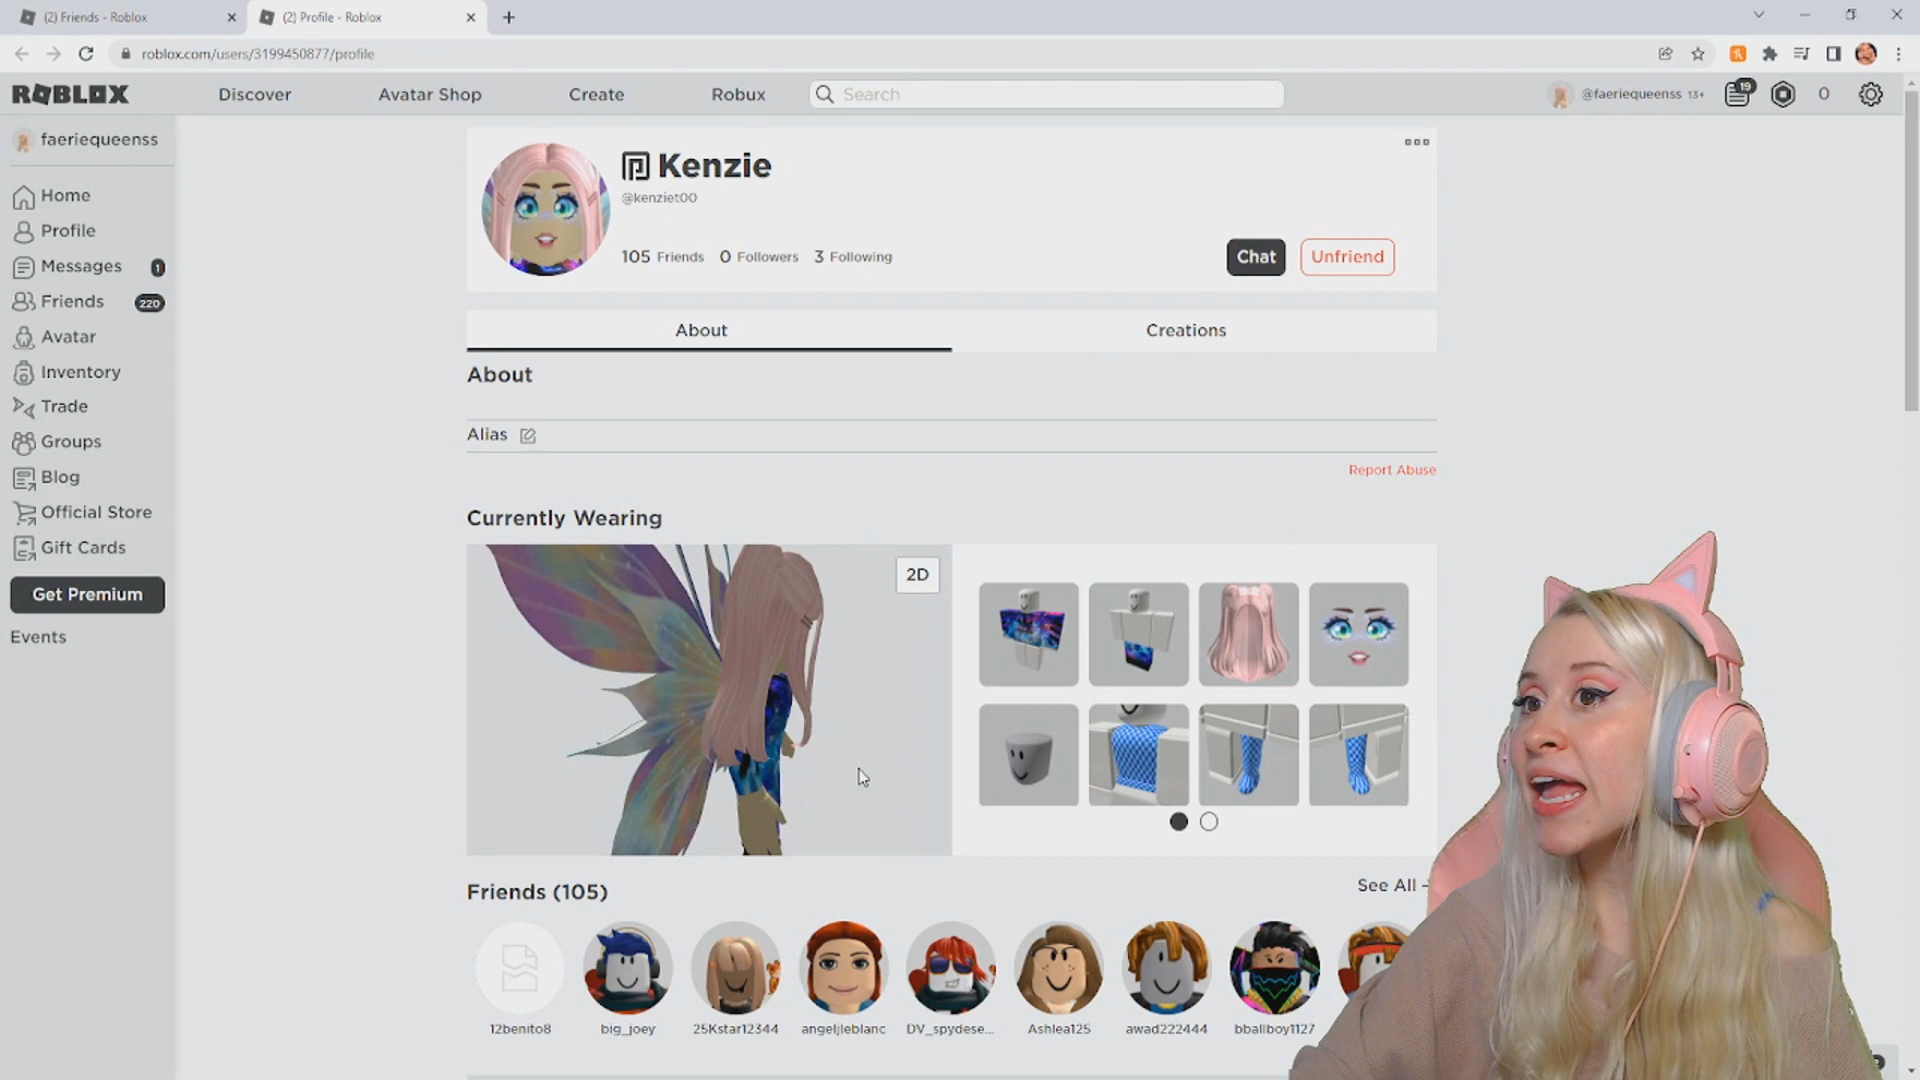 (2) Friends - Roblox
(2) Profile - Roblox
roblox.com/users/3199450877/profile
ROBLOX
Discover
Avatar Shop
Create
Robux
Search
@faeriequeenss 13+
19
0
faeriequeenss
Home
Profile
Messages 1
Friends 220
Avatar
Inventory
Trade
Groups
Blog
Official Store
Gift Cards
Get Premium
Events
Kenzie
@kenziet00
105 Friends 0 Followers 3 Following
Chat
Unfriend
About
Creations
About
Alias
Report Abuse
Currently Wearing
2D
Friends (105)
See All
12benito8
big_joey
25Kstar12344
angeljleblanc
DV_spydese...
Ashlea125
awad222444
bballboy1127